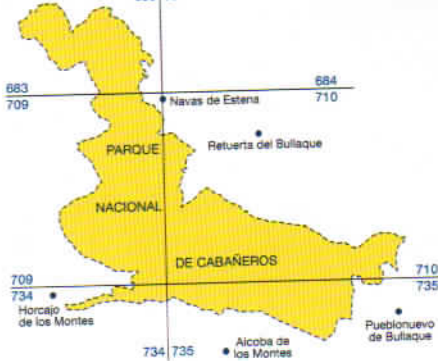 683
684
709
710
Navas de Estena
PARQUE
Retuerta del Bullaque
NACIONAL
DE CABAÑEROS
709
710
734
735
Horcajo
de los Montes
Pueblonuevo
de Bullaque
734
735
Alcoba de
los Montes